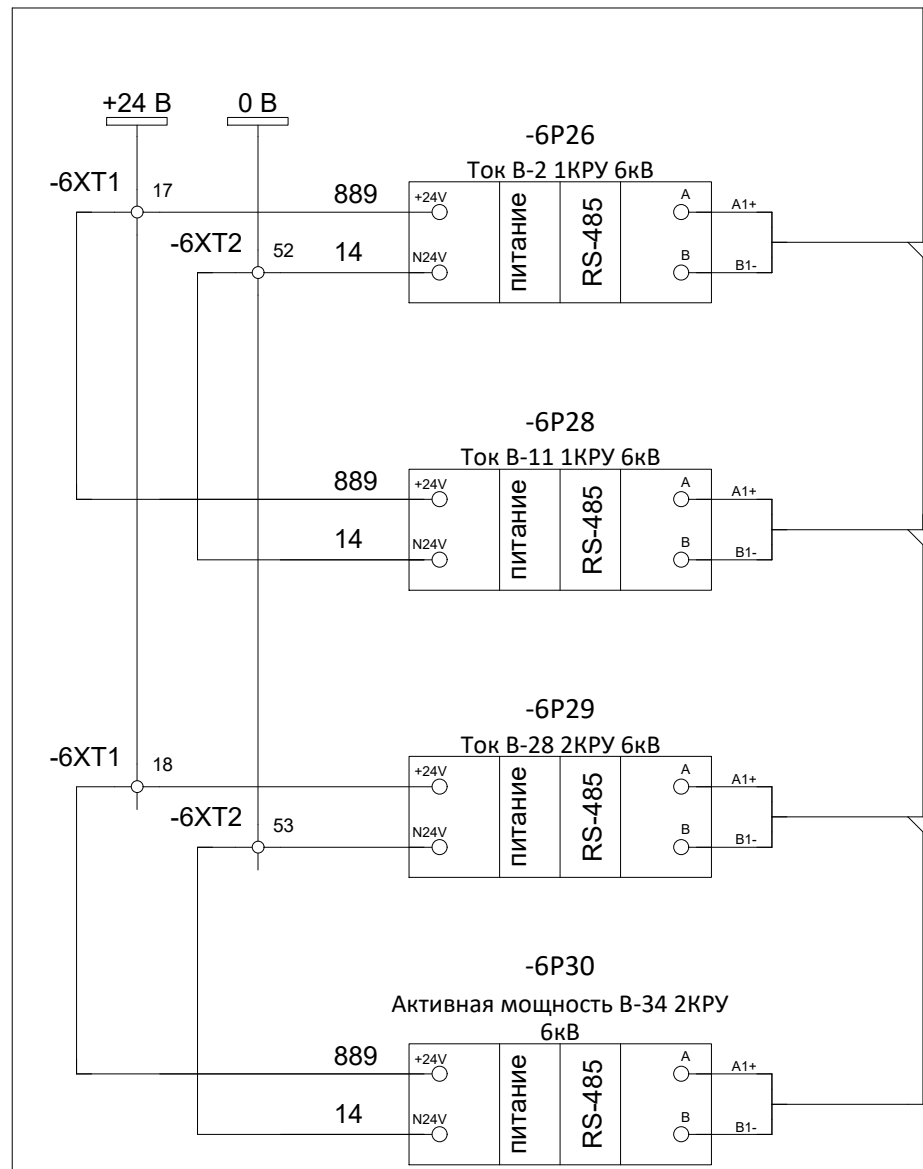 +24 В
0 В
-6P26
Ток В-2 1КРУ 6кВ
-6XT1
17
889
+24V
питание
RS-485
A
A1+
-6XT2
52
14
N24V
B
B1-
-6P28
Ток В-11 1КРУ 6кВ
889
+24V
питание
RS-485
A
A1+
14
N24V
B
B1-
-6P29
Ток В-28 2КРУ 6кВ
-6XT1
18
+24V
питание
RS-485
A
A1+
-6XT2
53
N24V
B
B1-
-6P30
Активная мощность В-34 2КРУ
6кВ
889
+24V
питание
RS-485
A
A1+
14
N24V
B
B1-